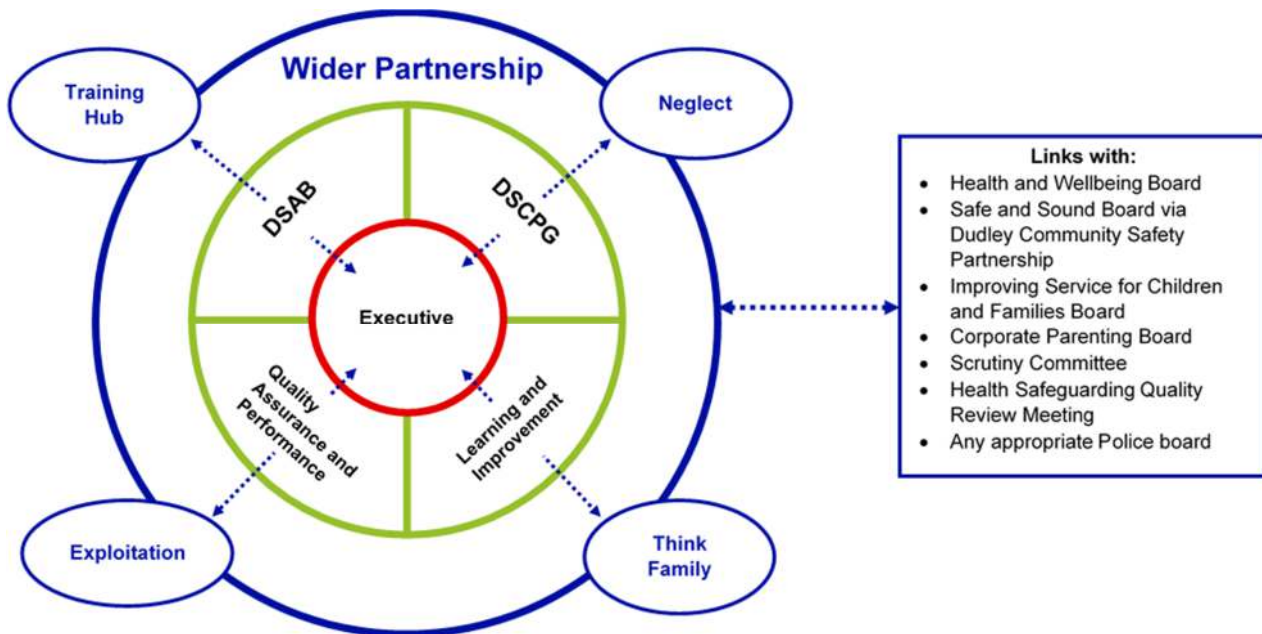 Wider Partnership
Training
Hub
Neglect
DSAB
DSCPG
Executive
Quality
Assurance and
Performance
Learning and
Improvement
Exploitation
Think
Family
Links with:
• Health and Wellbeing Board
• Safe and Sound Board via
Dudley Community Safety
Partnership
• Improving Service for Children
and Families Board
• Corporate Parenting Board
• Scrutiny Committee
• Health Safeguarding Quality
Review Meeting
• Any appropriate Police board